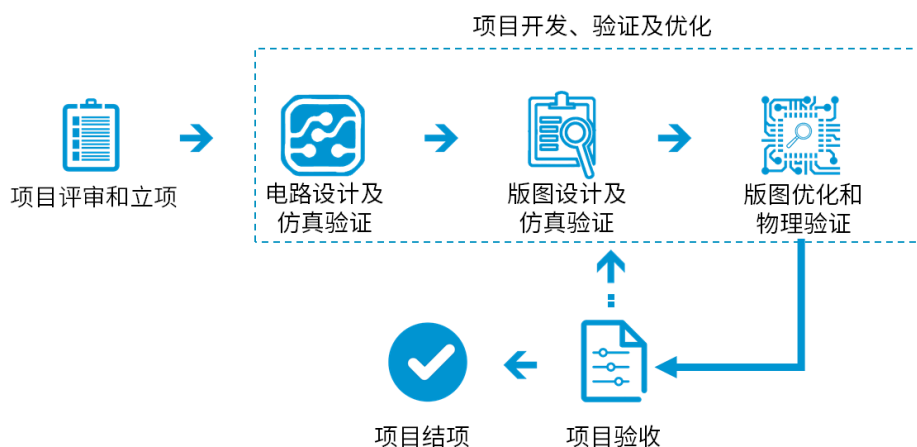 项目开发、验证及优化
项目评审和立项
电路设计及
仿真验证
版图设计及
仿真验证
版图优化和
物理验证
项目结项
项目验收